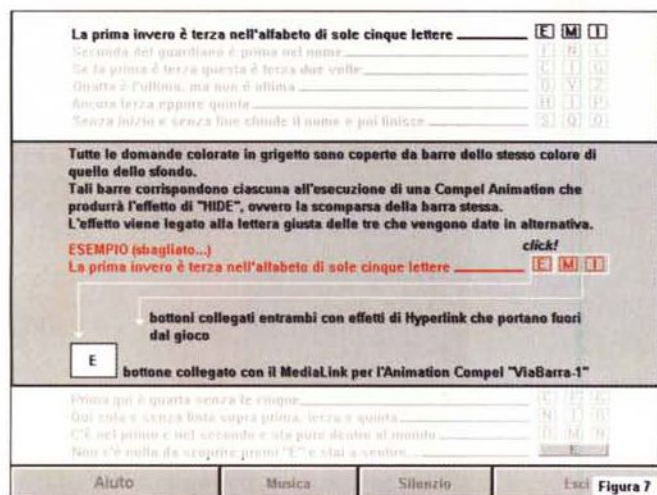 La prima invero è terza nell'alfabeto di sole cinque lettere E M I
Seconda del guardiano è prima nel nome
Se la prima è terza questa è terza due volte C I G
Quarta è l'ultima, ma non è ultima
Ancora terza eppure quinta H I P
Senza inizio e senza fine chiude il nome e poi finisce
Tutte le domande colorate in grigetto sono coperte da barre dello stesso colore di
quello dello sfondo.
Tali barre corrispondono ciascuna all'esecuzione di una Compel Animation che
produrrà l'effetto di "HIDE", ovvero la scomparsa della barra stessa.
L'effetto viene legato alla lettera giusta delle tre che vengono date in alternativa.
ESEMPIO (sbagliato...) click!
La prima invero è terza nell'alfabeto di sole cinque lettere E M I
bottoni collegati entrambi con effetti di Hyperlink che portano fuori
dal gioco
E
bottone collegato con il MediaLink per l'Animation Compel "ViaBarra-1"
Prima qui è quarta senza le cinque
Qui sola e senza tinta supra prima, terza e quinta
C'è nel primo e nel secondo e sta pure dentro al mondo
Non c'è nulla da scoprire premi "E" e stai a sentire... E
Aiuto Musica Silenzio Esci Figura 7